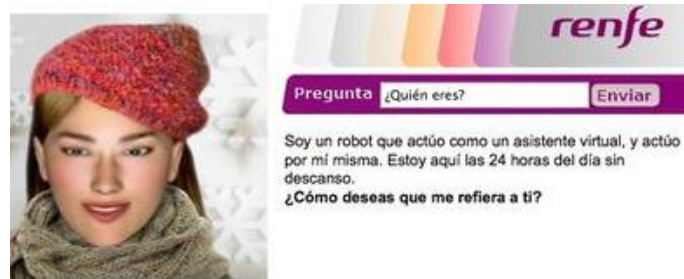 renfe
Pregunta ¿Quién eres? Enviar
Soy un robot que actúo como un asistente virtual, y actúo
por mí misma. Estoy aquí las 24 horas del día sin
descanso.
¿Cómo deseas que me refiera a ti?